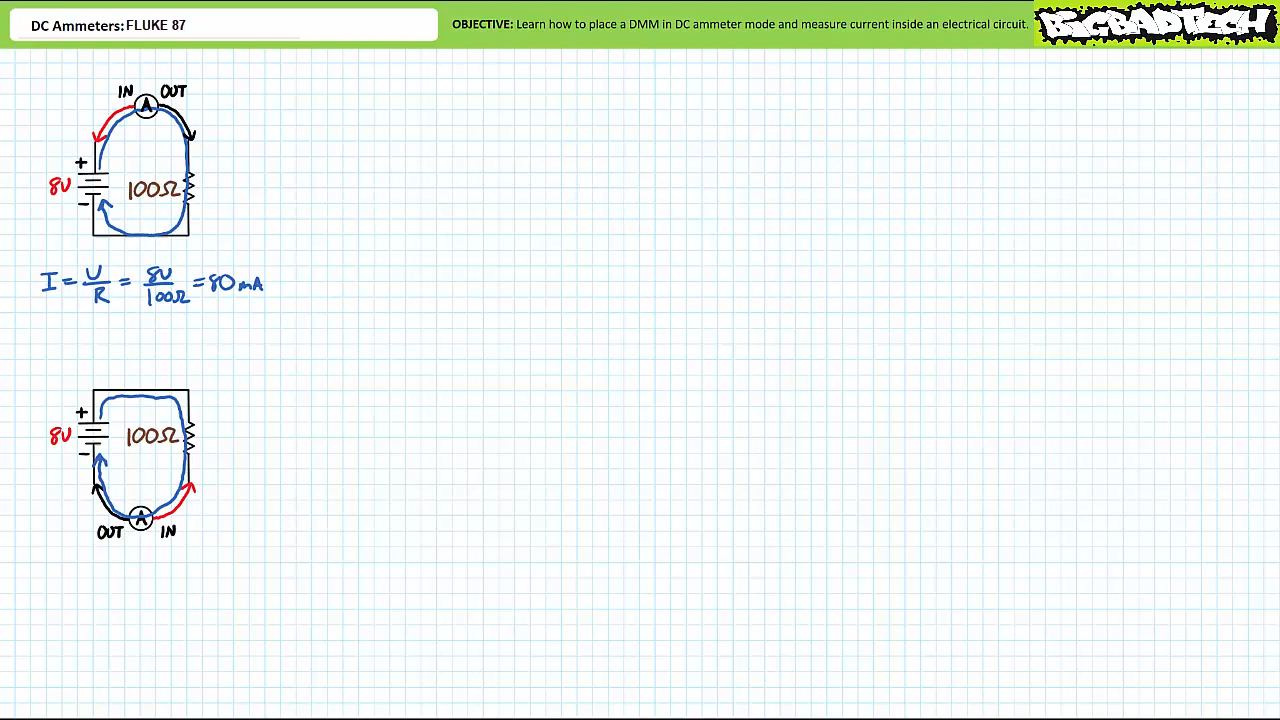 DC Ammeters: FLUKE 87
OBJECTIVE: Learn how to place a DMM in DC ammeter mode and measure current inside an electrical circuit.
BIGBADTECH
IN A OUT
+
8V 100Ω
-
I = V/R = 8V/100Ω = 80mA
+
8V 100Ω
-
OUT A IN